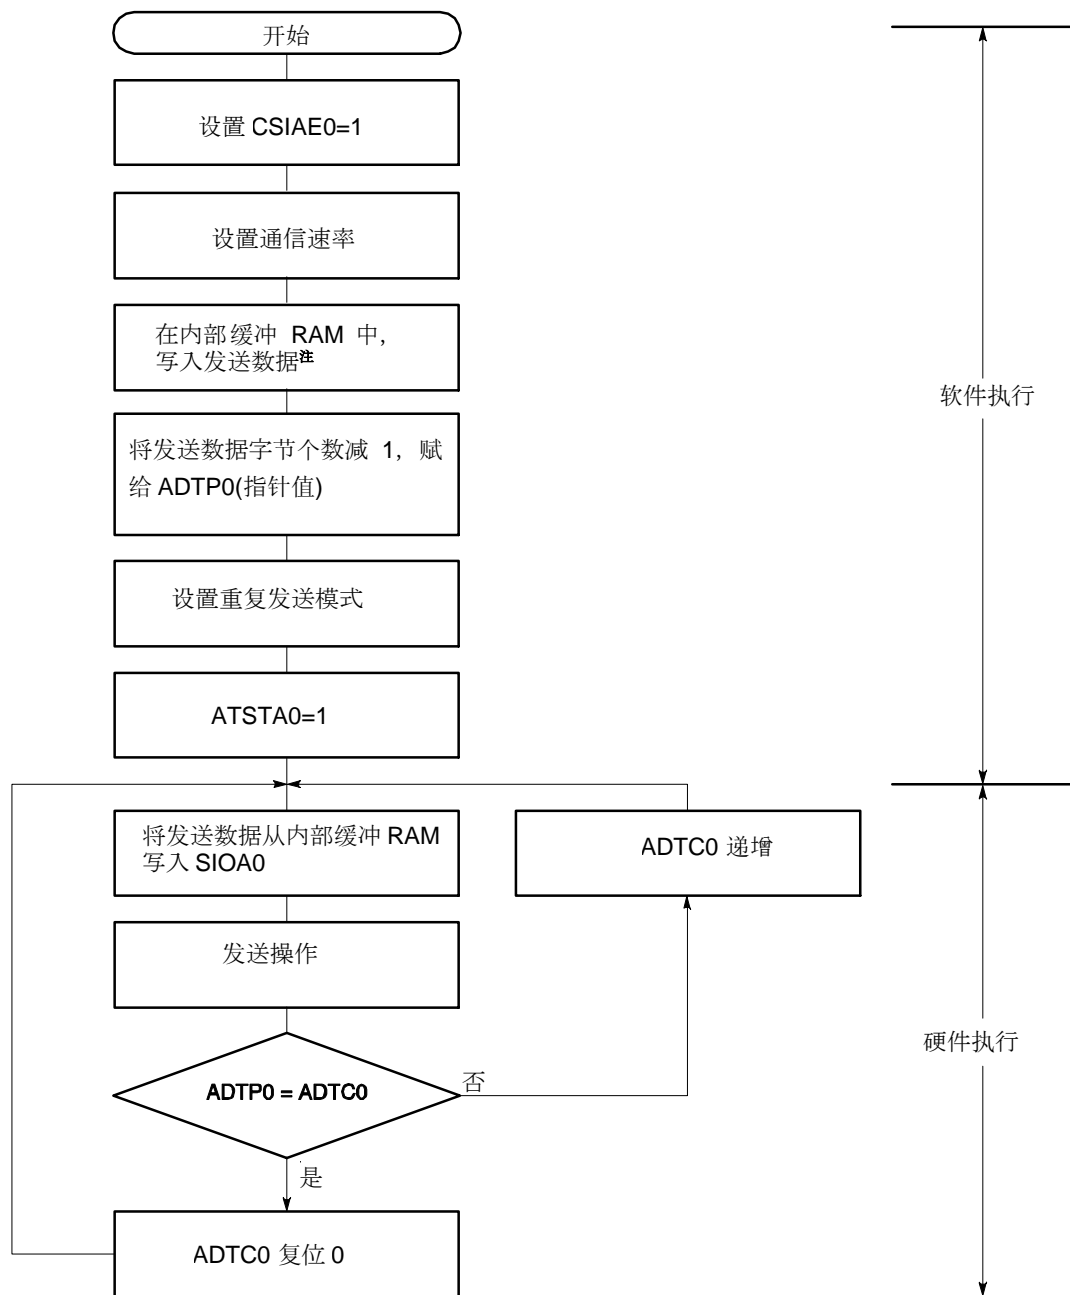 开始
设置 CSIAE0=1
设置通信速率
在内部缓冲 RAM 中,
写入发送数据注
将发送数据字节个数减 1, 赋
给 ADTP0(指针值)
设置重复发送模式
ATSTA0=1
软件执行
将发送数据从内部缓冲 RAM
写入 SIOA0
ADTC0 递增
发送操作
ADTP0 = ADTC0
否
是
ADTC0 复位 0
硬件执行